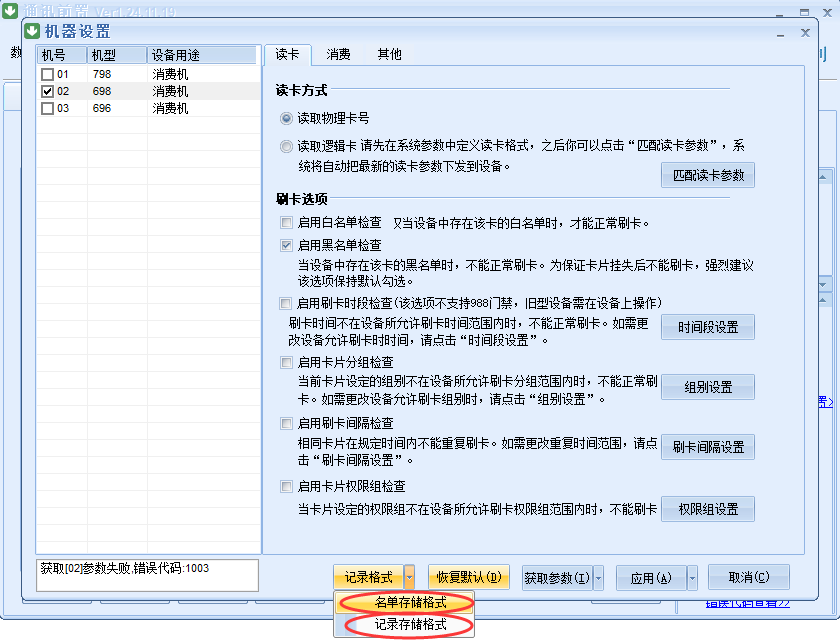 通讯前置 Ver1.24.11.19
机器设置
机号 机型 设备用途
01 798 消费机
02 698 消费机
03 696 消费机
读卡 消费 其他
读卡方式
读取物理卡号
读取逻辑卡 请先在系统参数中定义读卡格式，之后你可以点击“匹配读卡参数”，系
统将自动把最新的读卡参数下发到设备。
匹配读卡参数
刷卡选项
启用白名单检查 又当设备中存在该卡的白名单时，才能正常刷卡。
启用黑名单检查
当设备中存在该卡的黑名单时，不能正常刷卡。为保证卡片挂失后不能刷卡，强烈建议
该选项保持默认勾选。
启用刷卡时段检查(该选项不支持988门禁，旧型设备需在设备上操作)
刷卡时间不在设备所允许刷卡时间范围内时，不能正常刷卡。如需更
改设备允许刷卡时时间，请点击“时间段设置”。
时间段设置
启用卡片分组检查
当前卡片设定的组别不在设备所允许刷卡分组范围内时，不能正常刷
卡。如需更改设备允许刷卡组别时，请点击“组别设置”。
组别设置
启用刷卡间隔检查
相同卡片在规定时间内不能重复刷卡。如需更改重复时间范围，请点
击“刷卡间隔设置”。
刷卡间隔设置
启用卡片权限组检查
当卡片设定的权限组不在设备所允许刷卡权限组范围内时，不能刷卡
权限组设置
获取[02]参数失败,错误代码:1003
记录格式 恢复默认(D) 获取参数(I) 应用(A) 取消(C)
名单存储格式
记录存储格式
错误代码查看>>